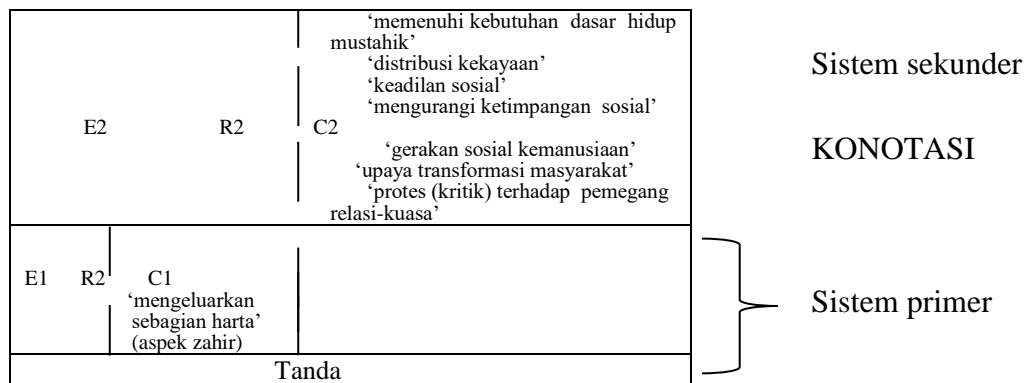 ‘memenuhi kebutuhan dasar hidup
mustahik’
‘distribusi kekayaan’
‘keadilan sosial’
‘mengurangi ketimpangan sosial’
E2 R2 C2
‘gerakan sosial kemanusiaan’
‘upaya transformasi masyarakat’
‘protes (kritik) terhadap pemegang
relasi-kuasa’
Sistem sekunder
KONOTASI
E1 R2 C1
‘mengeluarkan
sebagian harta’
(aspek zahir)
Sistem primer
Tanda